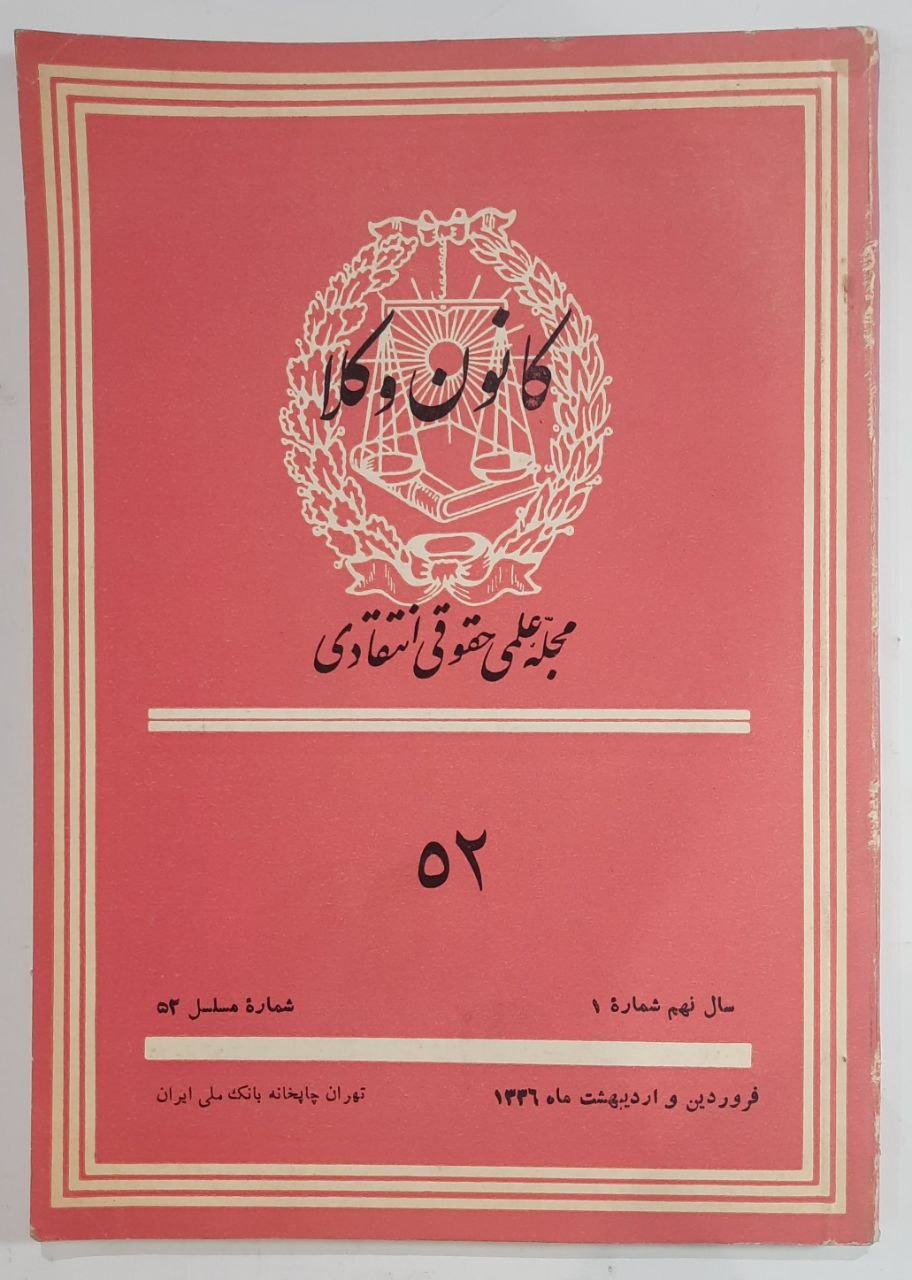 کانون وکلا
مجلّهٔ علمی حقوقی انتقادی
۵۲
سال نهم شمارهٔ ۱
شمارهٔ مسلسل ۵۲
فروردین و اردیبهشت ماه ۱۳۳۶
تهران چاپخانه بانک ملی ایران